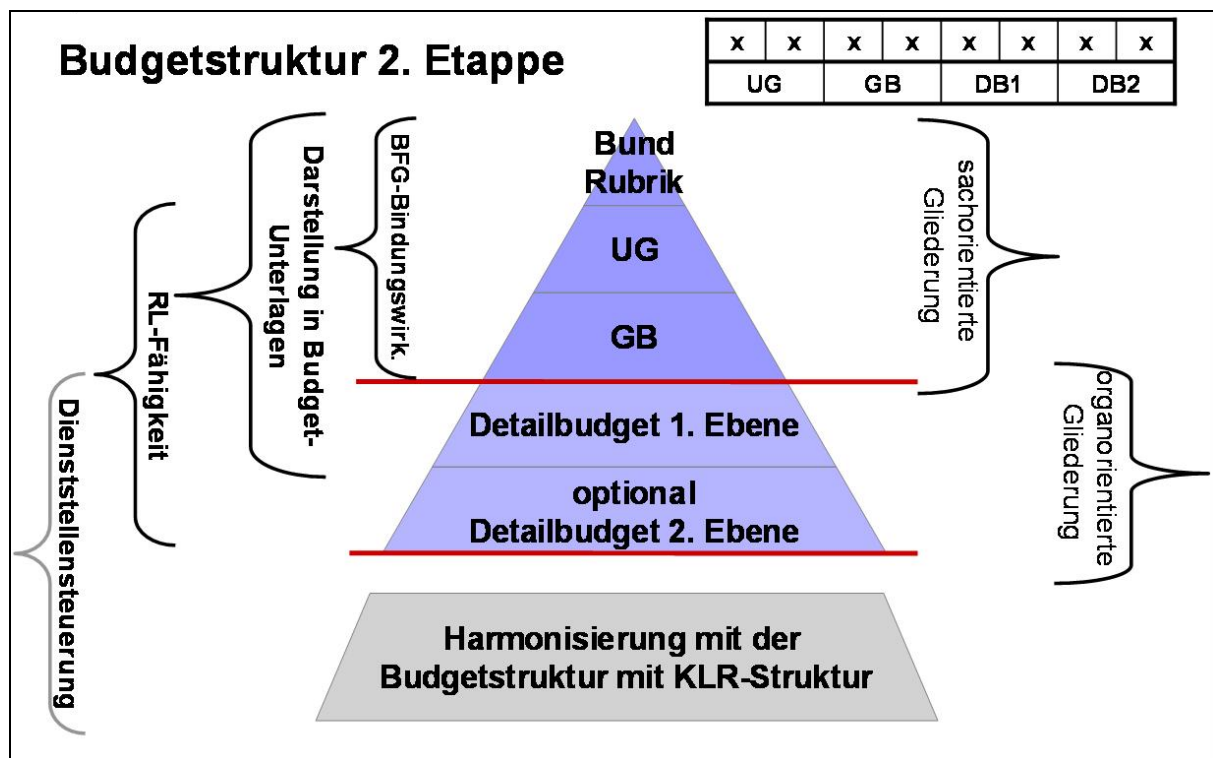 Budgetstruktur 2. Etappe
x x x x x x x x
UG GB DB1 DB2
Dienststellensteuerung
RL-Fähigkeit
Darstellung in Budget-
Unterlagen
BFG-Bindungswirk.
Bund
Rubrik
UG
GB
Detailbudget 1. Ebene
optional
Detailbudget 2. Ebene
Harmonisierung mit der
Budgetstruktur mit KLR-Struktur
sachorientierte
Gliederung
organorientierte
Gliederung